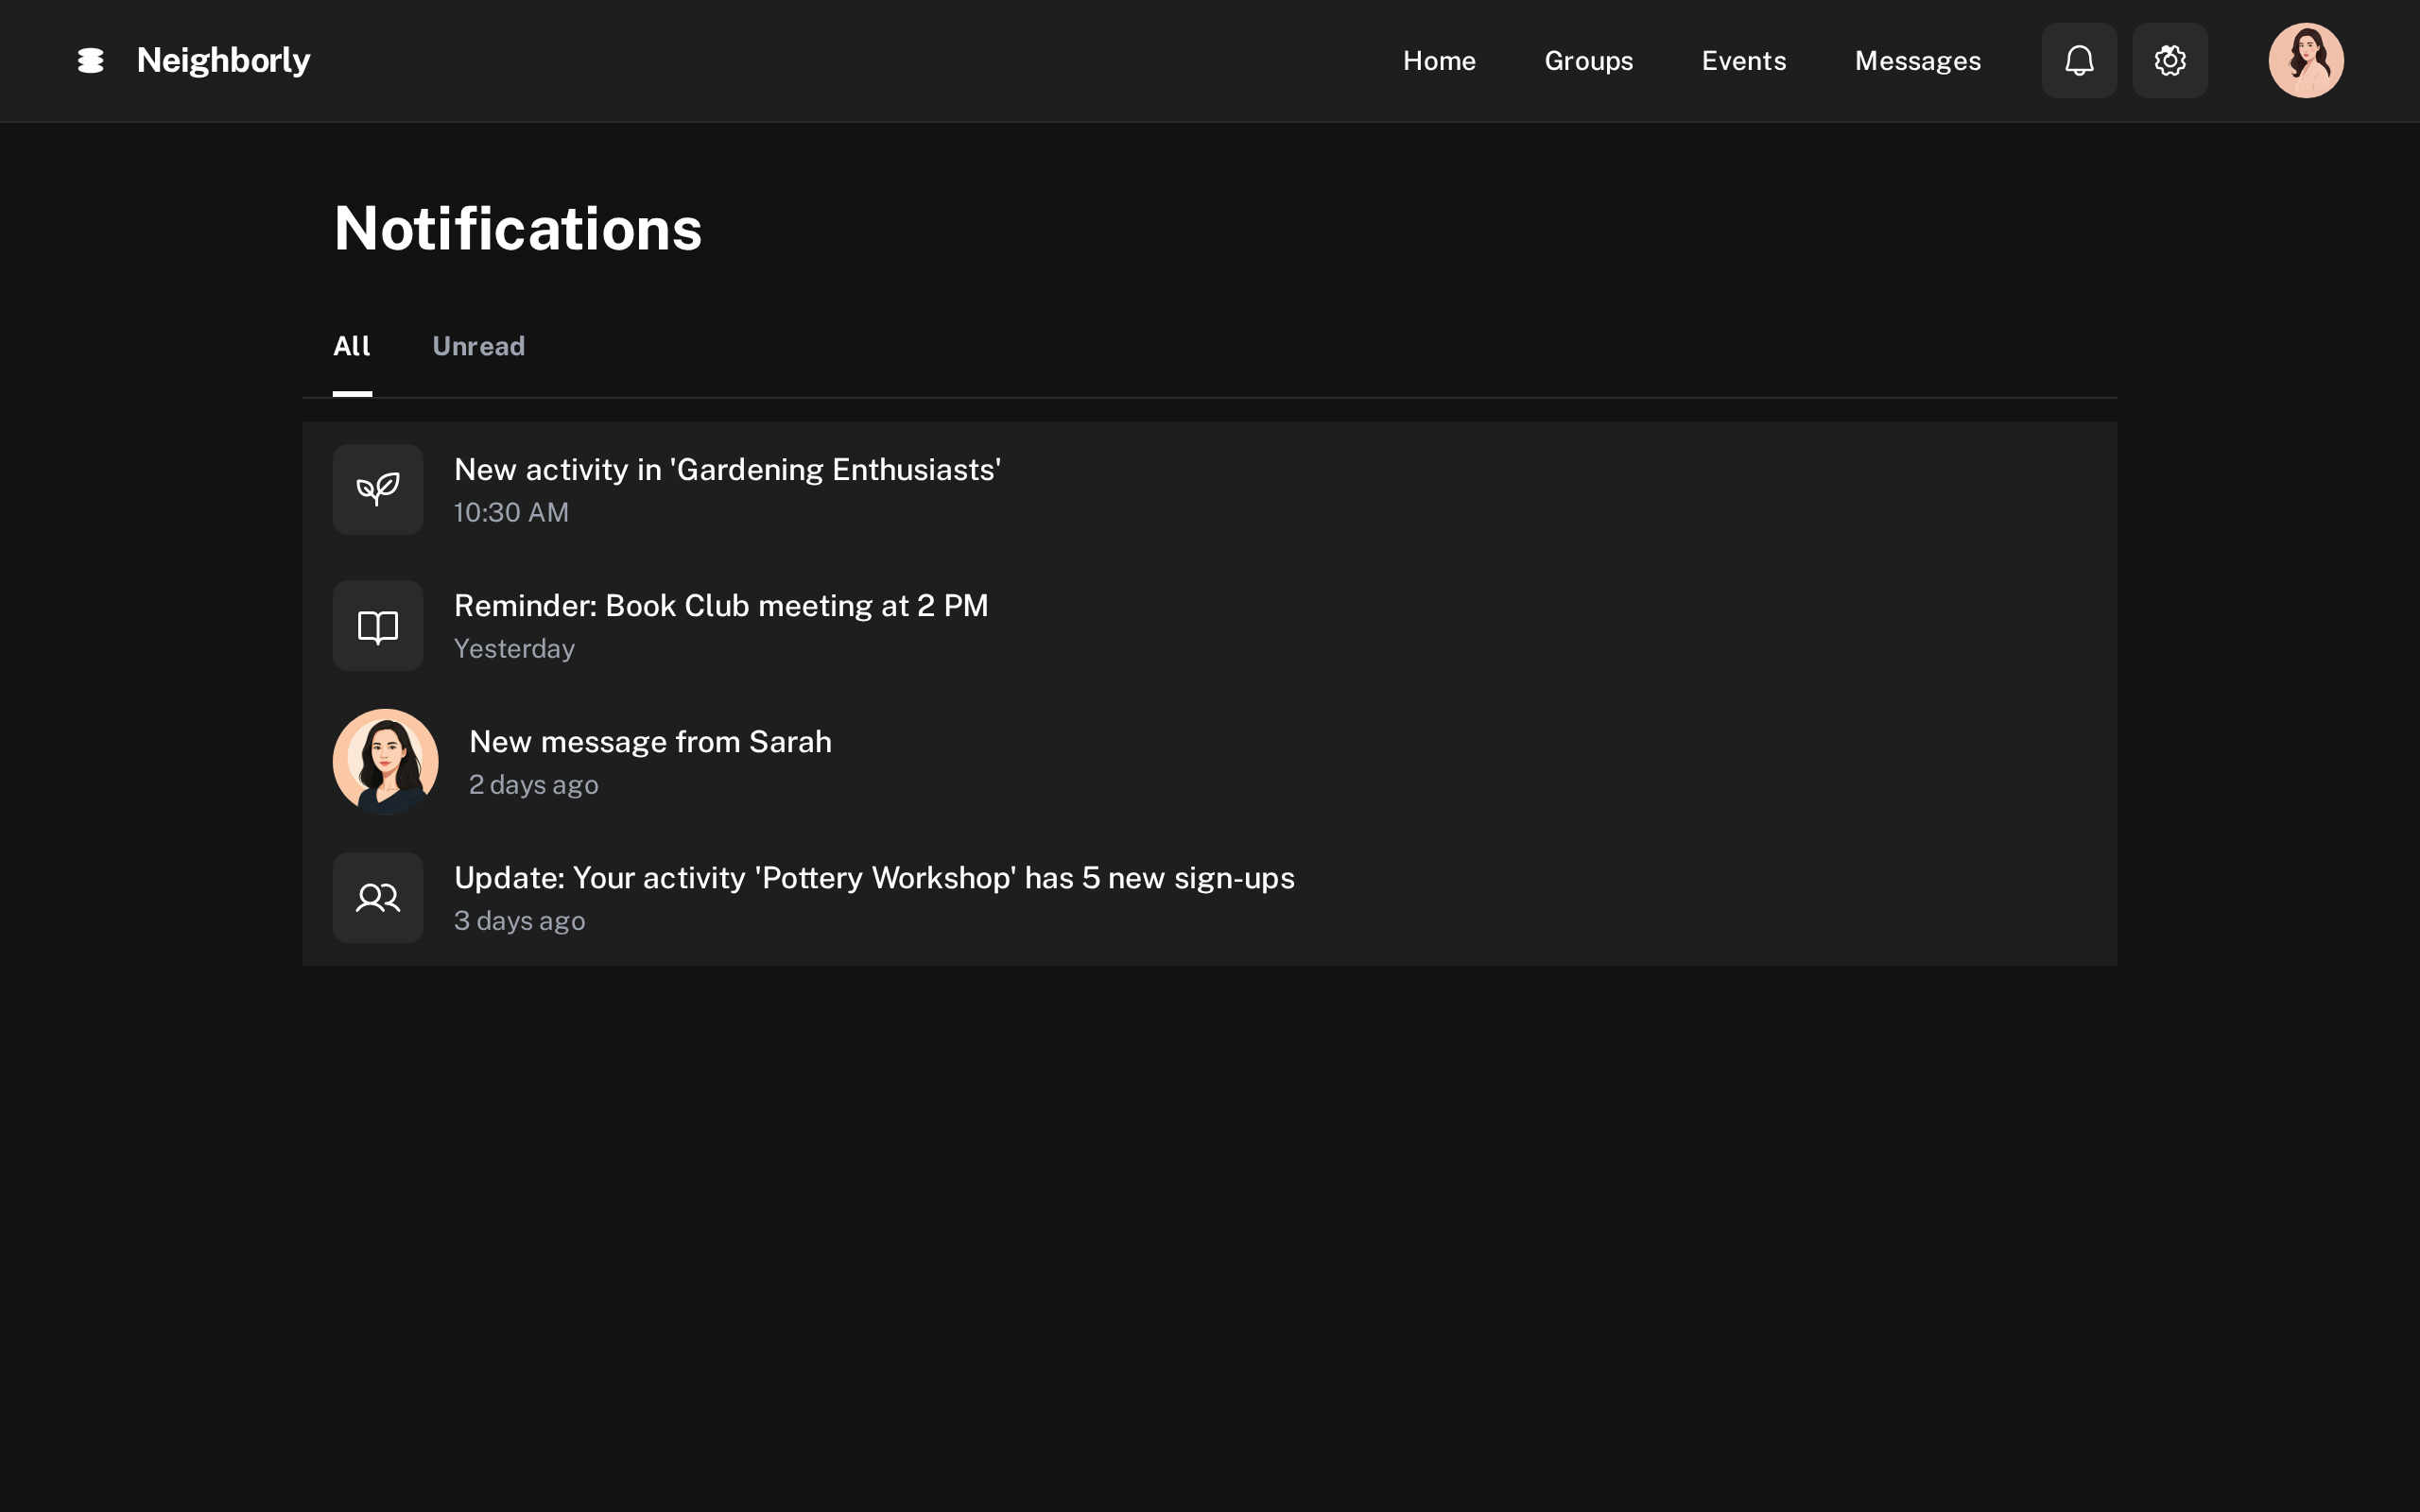 Neighborly
Home
Groups
Events
Messages
Notifications
All
Unread
New activity in 'Gardening Enthusiasts'
10:30 AM
Reminder: Book Club meeting at 2 PM
Yesterday
New message from Sarah
2 days ago
Update: Your activity 'Pottery Workshop' has 5 new sign-ups
3 days ago